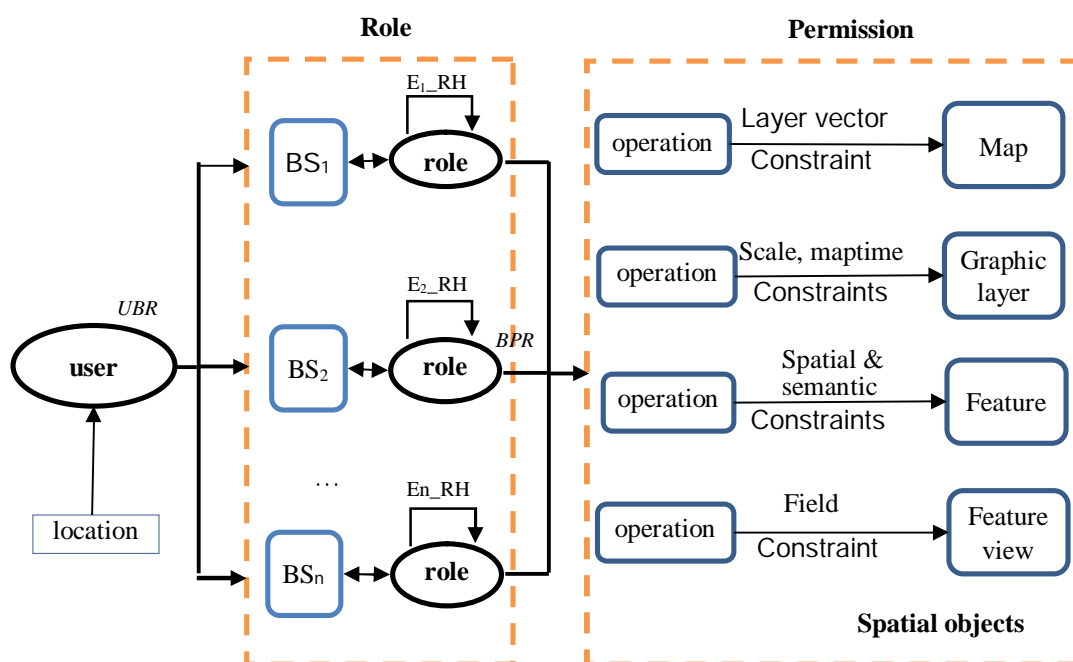 Role
Permission
E₁_RH
BS₁
role
operation
Layer vector
Constraint
Map
E₂_RH
UBR
user
BS₂
role
BPR
operation
Scale, maptime
Constraints
Graphic
layer
operation
Spatial &
semantic
Constraints
Feature
...
En_RH
location
BSₙ
role
operation
Field
Constraint
Feature
view
Spatial objects